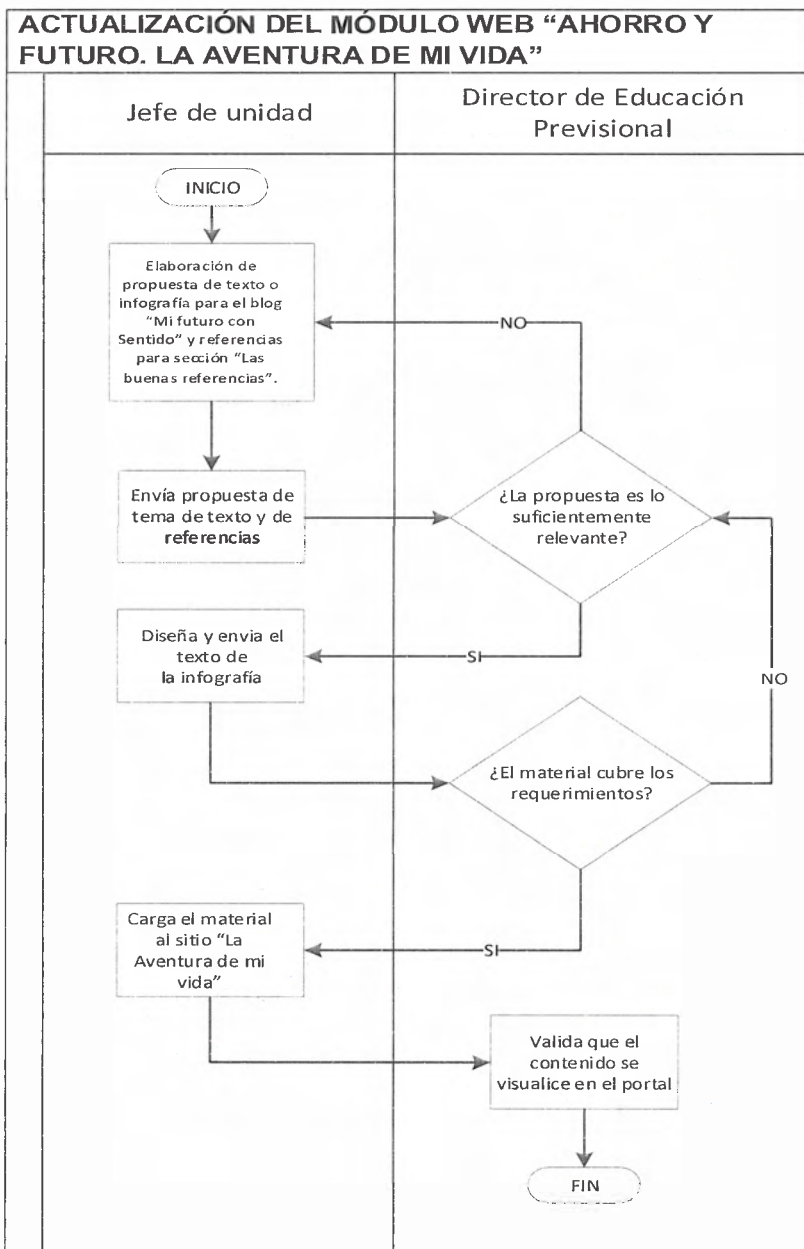 ACTUALIZACIÓN DEL MÓDULO WEB “AHORRO Y
FUTURO. LA AVENTURA DE MI VIDA”
Jefe de unidad
Director de Educación
Previsional
INICIO
Elaboración de
propuesta de texto o
infografía para el blog
“Mi futuro con
Sentido” y referencias
para sección “Las
buenas referencias”.
NO
Envía propuesta de
tema de texto y de
referencias
¿La propuesta es lo
suficientemente
relevante?
Diseña y envia el
texto de
la infografía
SI
NO
¿El material cubre los
requerimientos?
Carga el material
al sitio “La
Aventura de mi
vida”
SI
Valida que el
contenido se
visualice en el portal
FIN